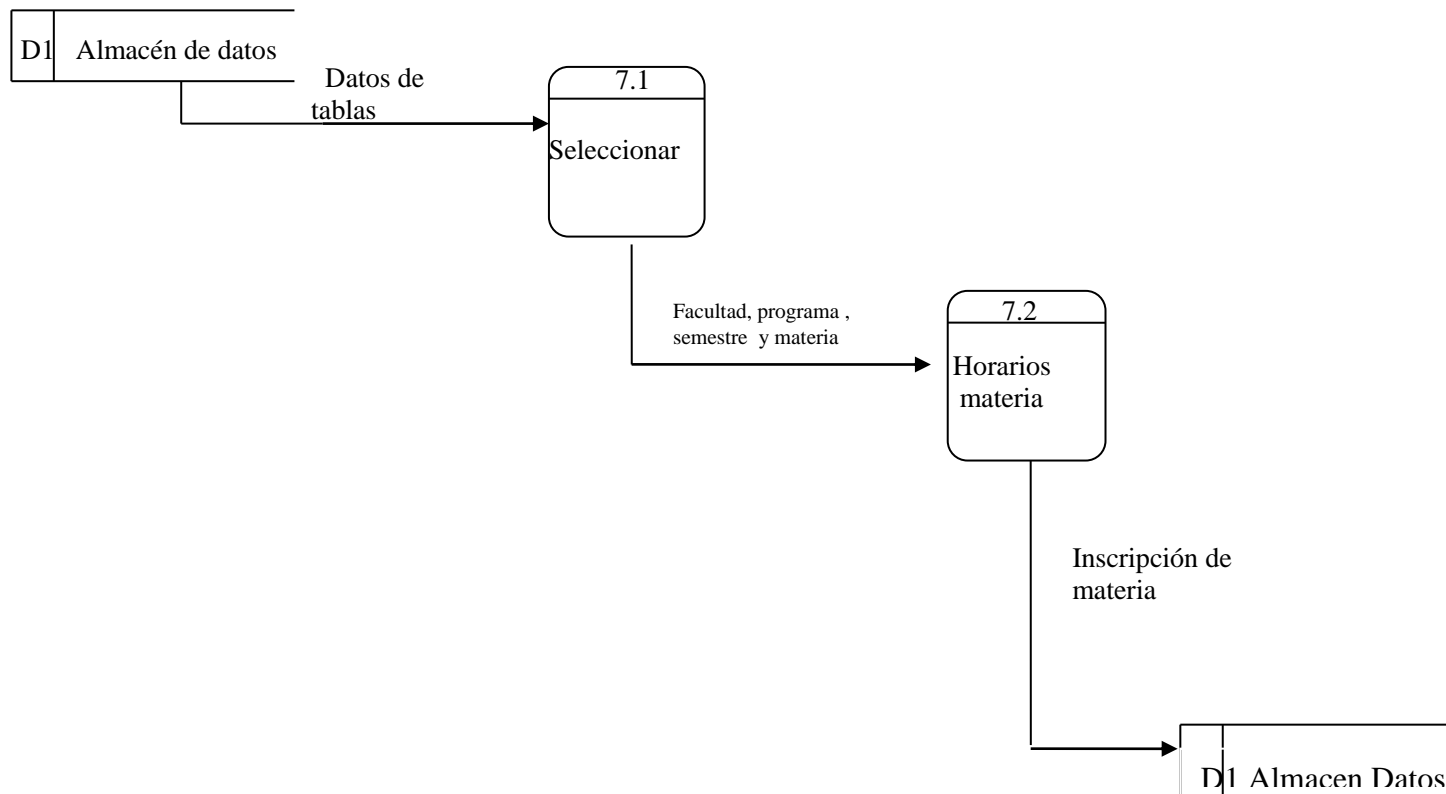 D1 Almacén de datos
Datos de
tablas
7.1
Seleccionar
Facultad, programa ,
semestre y materia
7.2
Horarios
materia
Inscripción de
materia
D1 Almacen Datos